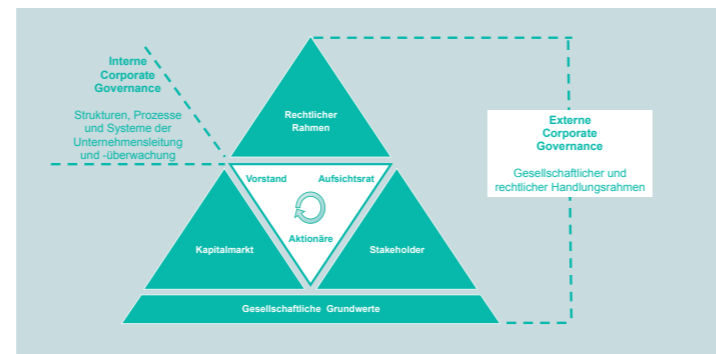 Interne
Corporate
Governance
Strukturen, Prozesse
und Systeme der
Unternehmensleitung
und -überwachung
Rechtlicher
Rahmen
Vorstand Aufsichtsrat
Aktionäre
Kapitalmarkt
Stakeholder
Gesellschaftliche Grundwerte
Externe
Corporate
Governance
Gesellschaftlicher und
rechtlicher Handlungsrahmen